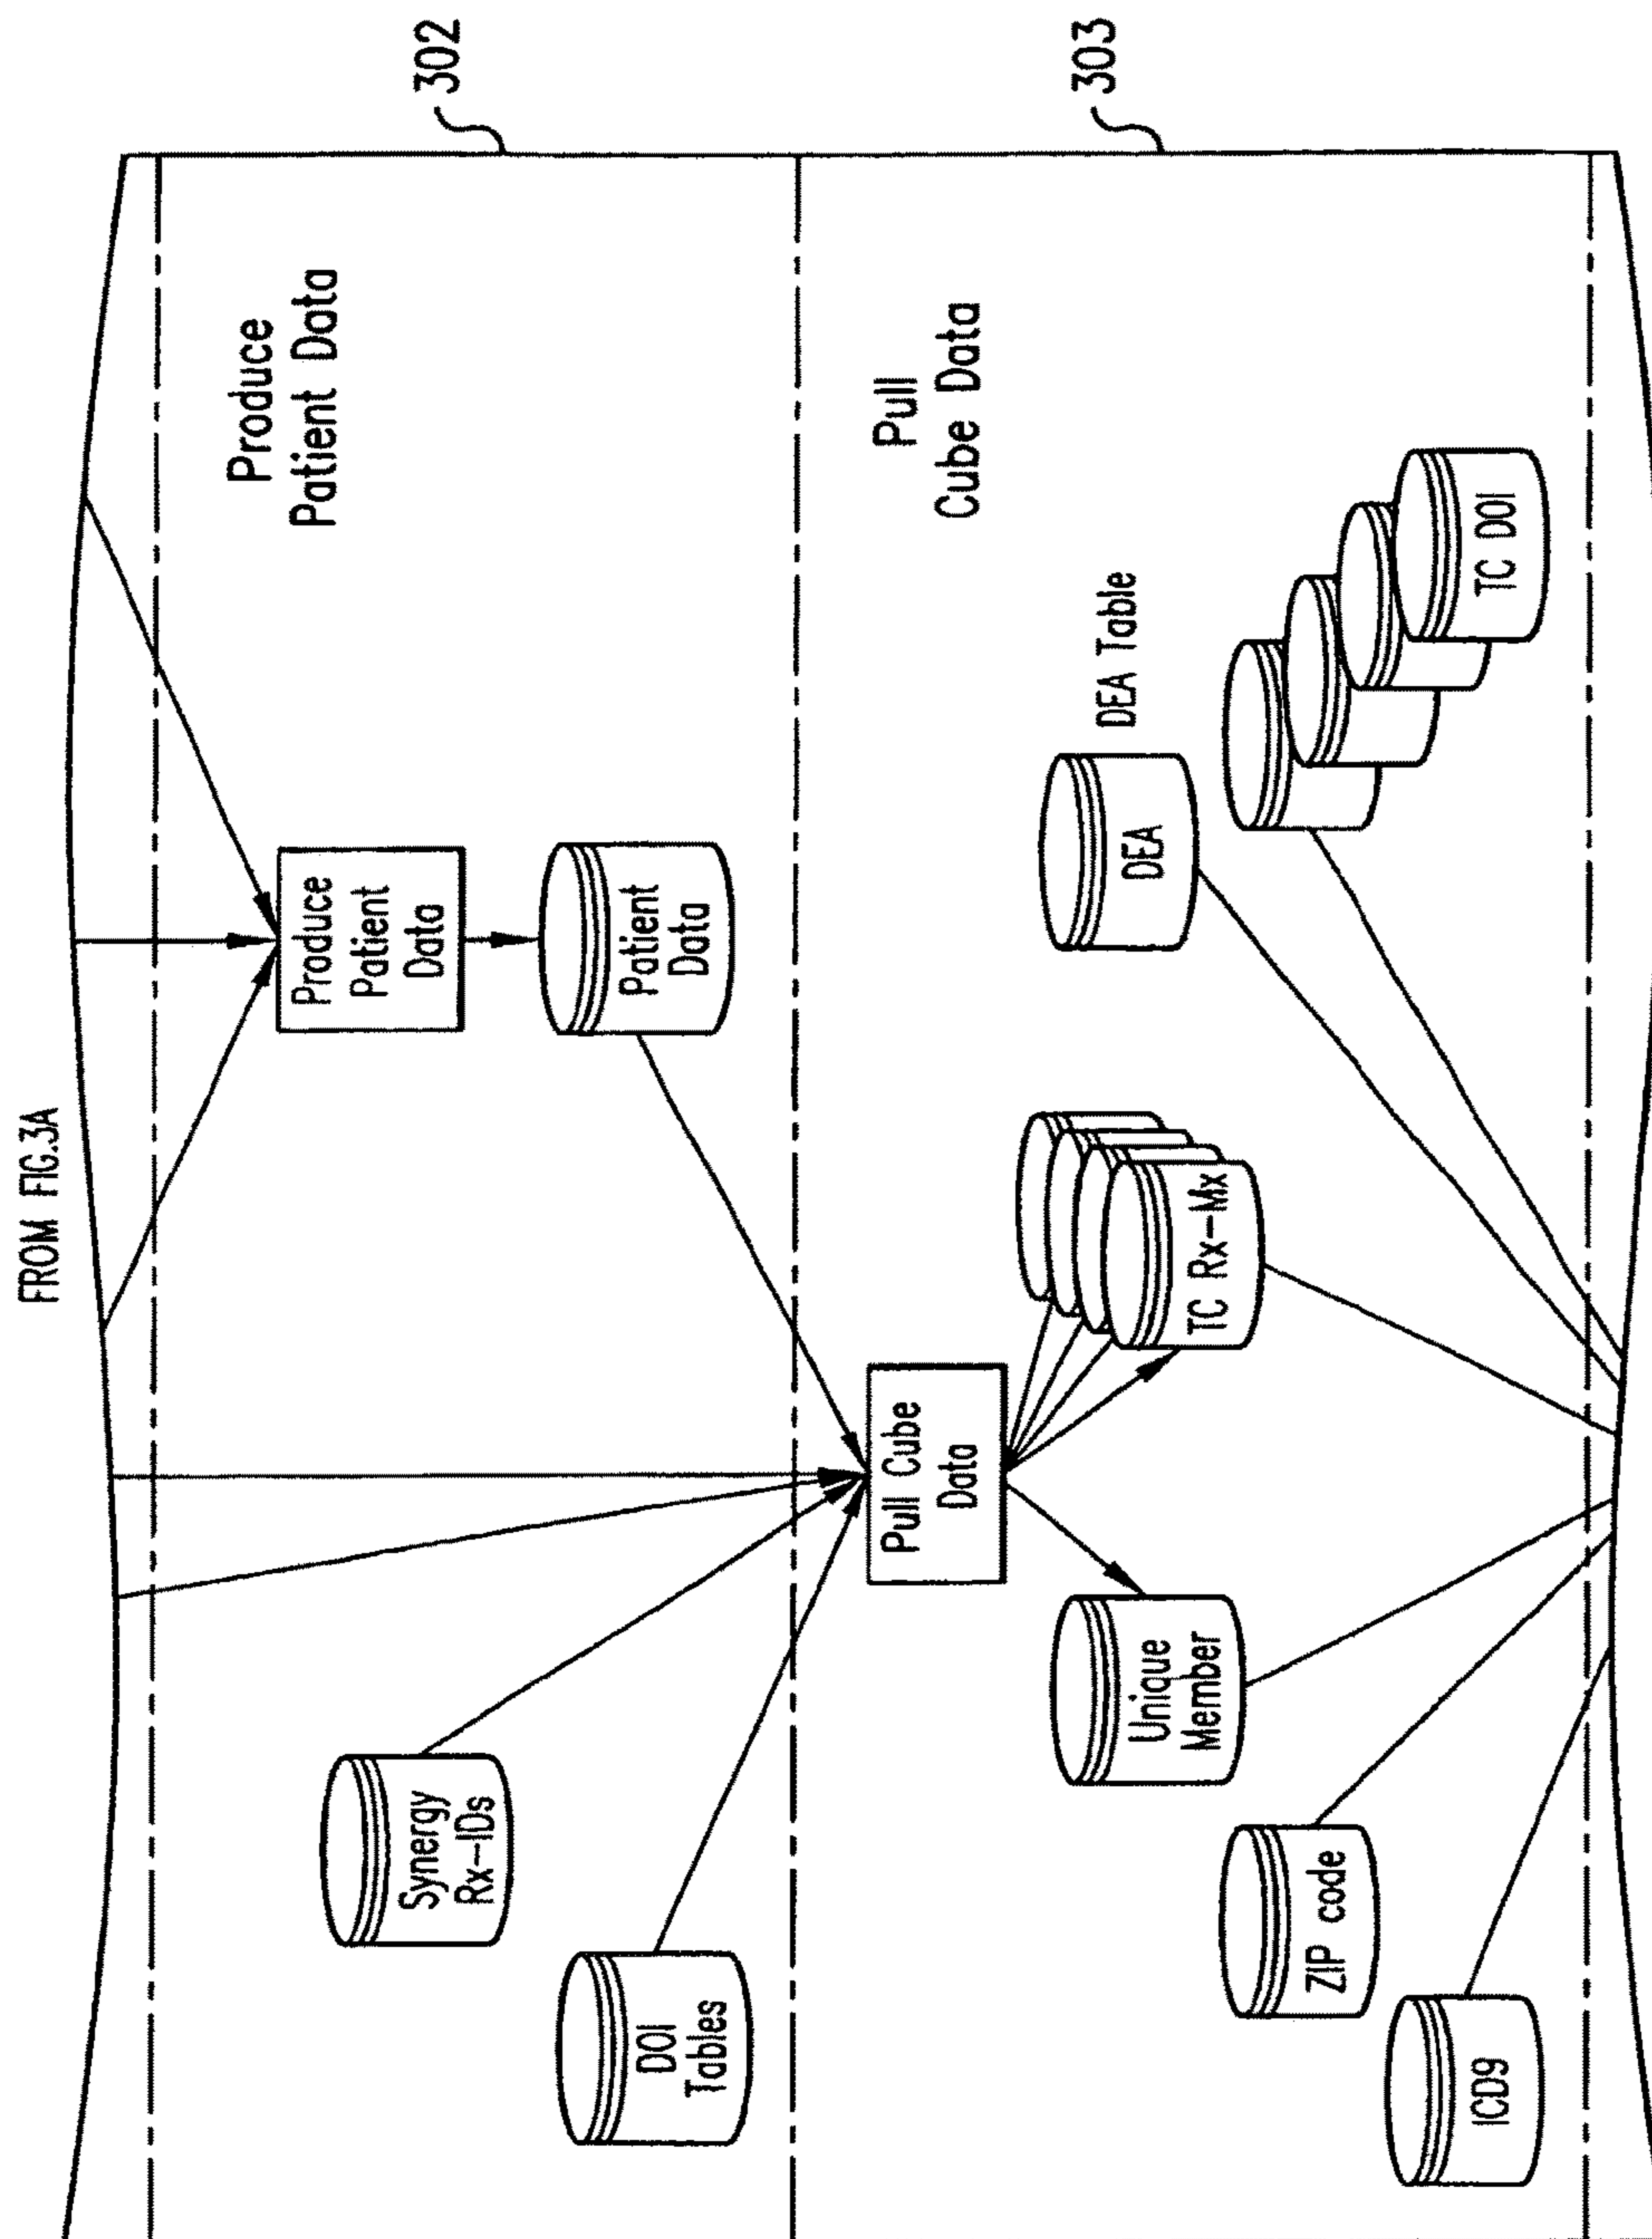 FROM FIG.3A
302
Produce
Patient Data
Produce
Patient
Data
Patient
Data
Synergy
Rx-IDs
DOI
Tables
303
Pull
Cube Data
Pull Cube
Data
DEA Table
DEA
TC DOI
TC Rx-Mx
Unique
Member
ZIP code
ICD9